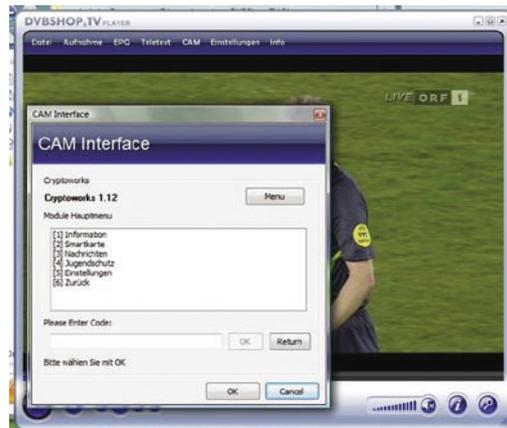 DVBSHOP.TV PLAYER
Datei Aufnahme EPG Teletext CAM Einstellungen Info
LIVE ORF 1
CAM Interface
CAM Interface
Cryptoworks
Cryptoworks 1.12
Menu
Module Hauptmenu
[1] Information
[2] Smartkarte
[3] Nachrichten
[4] Jugendschutz
[5] Einstellungen
[6] Zurück
Please Enter Code:
OK Return
Bitte wählen Sie mit OK
OK Cancel